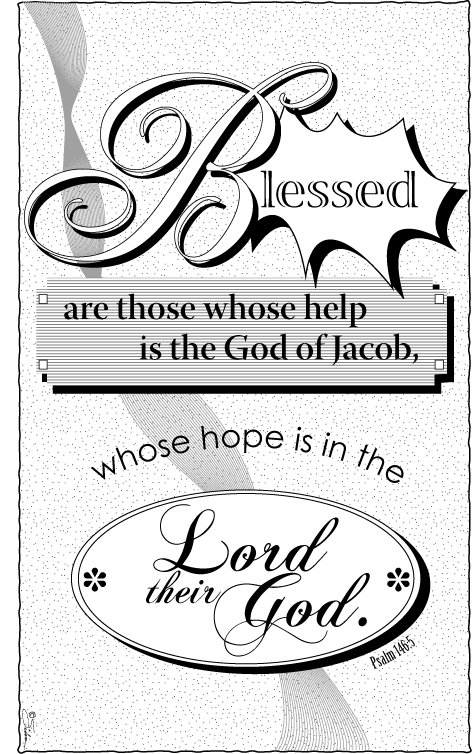 Blessed
are those whose help
is the God of Jacob,
whose hope is in the
Lord
their God.
Psalm 146:5